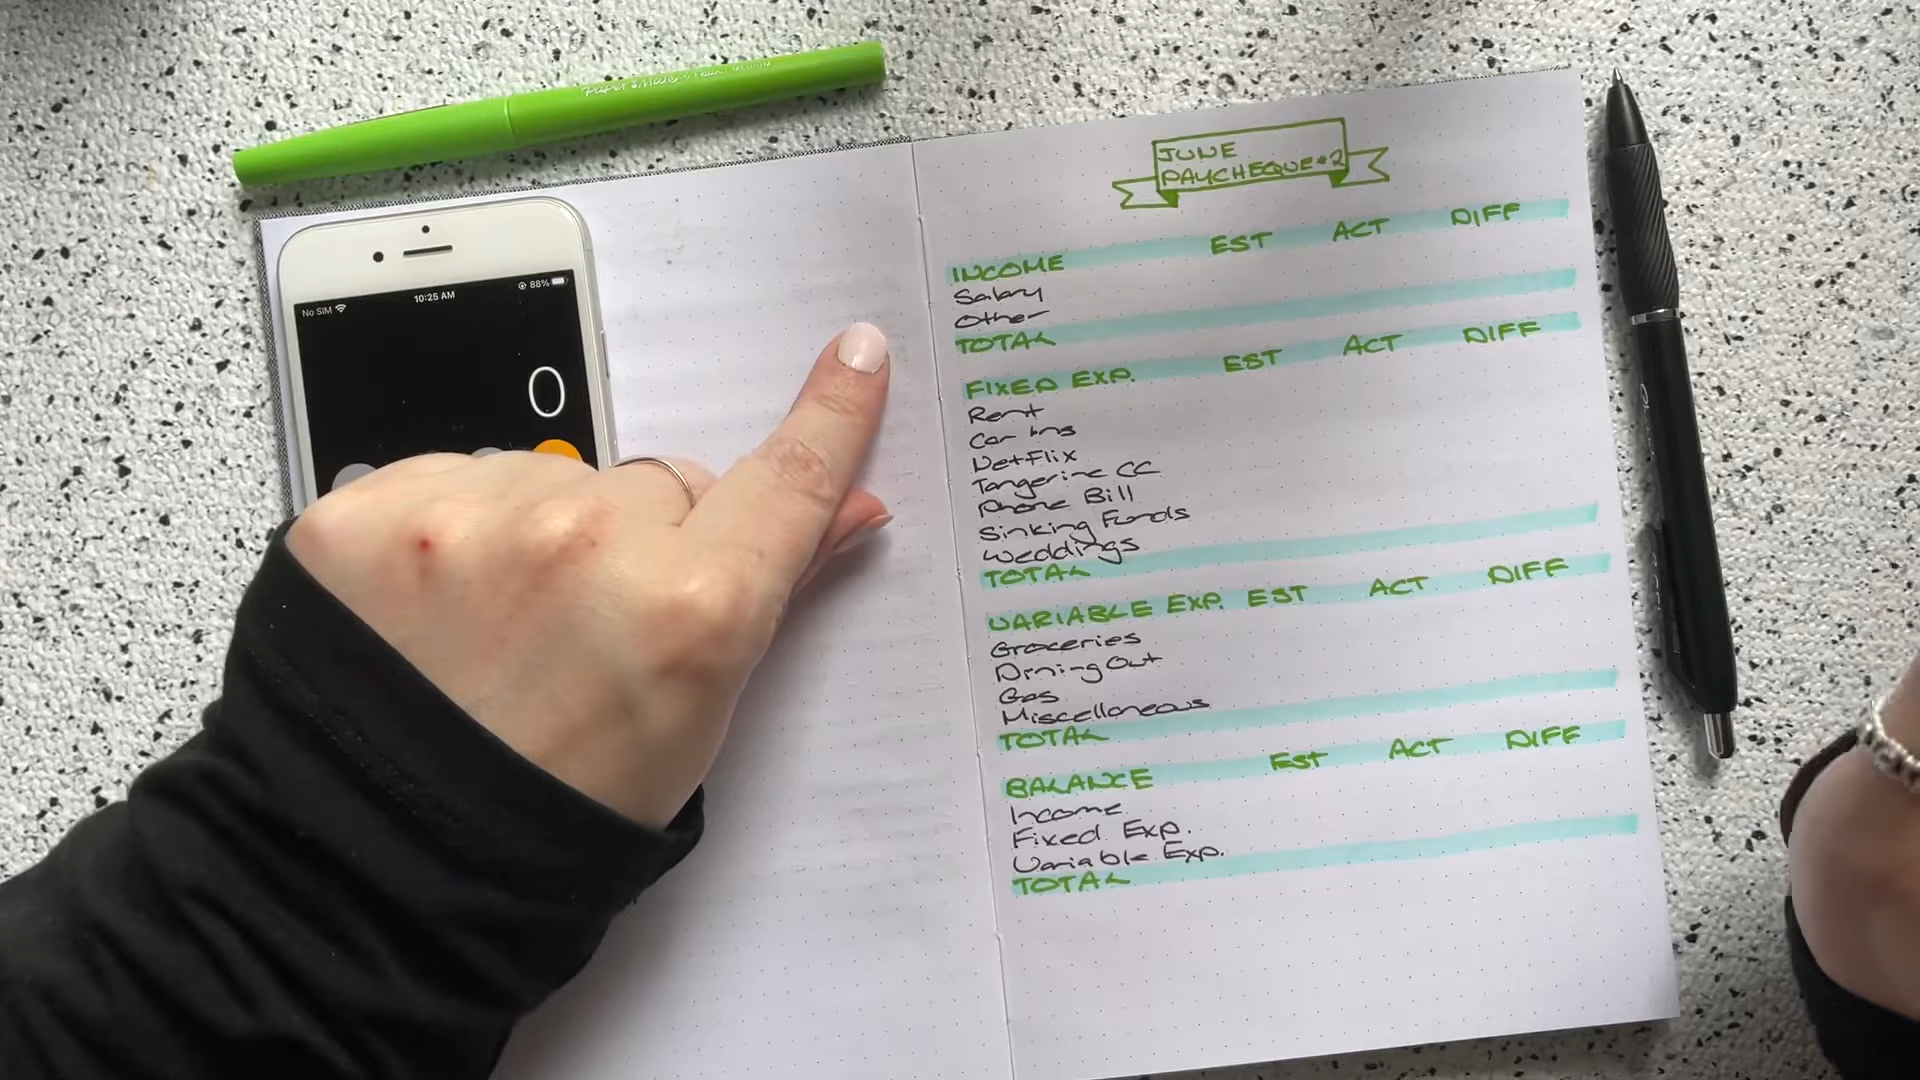 Paper Mate
No SIM
10:25 AM
88%
0
JUNE
PAYCHEQUE #2
INCOME EST ACT DIFF
Salary
Other
TOTAL
FIXED EXP. EST ACT DIFF
Rent
Car Ins
Netflix
Tangerine CC
Phone Bill
Sinking Funds
Weddings
TOTAL
VARIABLE EXP. EST ACT DIFF
Groceries
Dining Out
Gas
Miscellaneous
TOTAL
BALANCE EST ACT DIFF
Income
Fixed Exp.
Variable Exp.
TOTAL